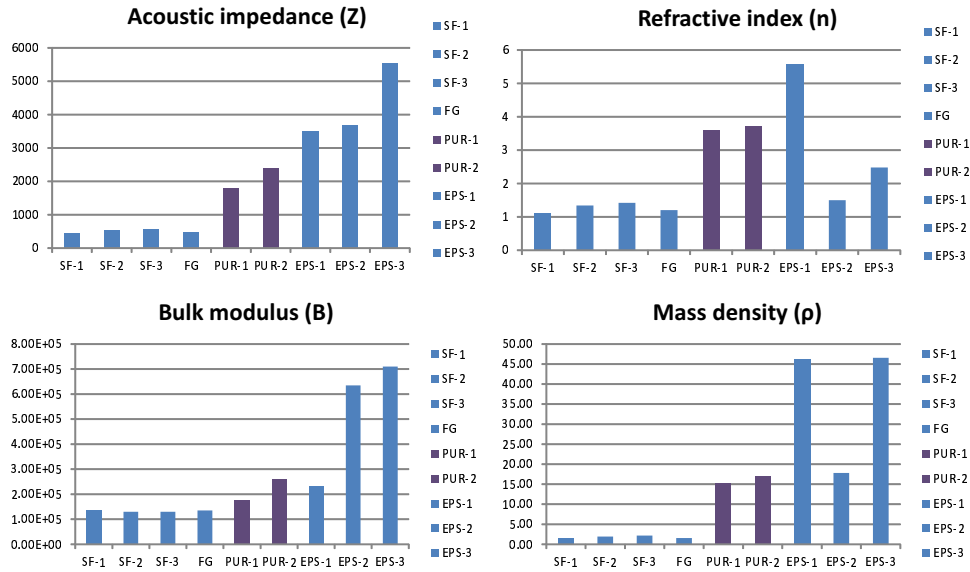 Acoustic impedance (Z)
6000
5000
4000
3000
2000
1000
0
SF-1 SF-2 SF-3 FG PUR-1 PUR-2 EPS-1 EPS-2 EPS-3
SF-1
SF-2
SF-3
FG
PUR-1
PUR-2
EPS-1
EPS-2
EPS-3
Refractive index (n)
6
5
4
3
2
1
0
SF-1 SF-2 SF-3 FG PUR-1 PUR-2 EPS-1 EPS-2 EPS-3
SF-1
SF-2
SF-3
FG
PUR-1
PUR-2
EPS-1
EPS-2
EPS-3
Bulk modulus (B)
8.00E+05
7.00E+05
6.00E+05
5.00E+05
4.00E+05
3.00E+05
2.00E+05
1.00E+05
0.00E+00
SF-1 SF-2 SF-3 FG PUR-1 PUR-2 EPS-1 EPS-2 EPS-3
SF-1
SF-2
SF-3
FG
PUR-1
PUR-2
EPS-1
EPS-2
EPS-3
Mass density (ρ)
50.00
45.00
40.00
35.00
30.00
25.00
20.00
15.00
10.00
5.00
0.00
SF-1 SF-2 SF-3 FG PUR-1 PUR-2 EPS-1 EPS-2 EPS-3
SF-1
SF-2
SF-3
FG
PUR-1
PUR-2
EPS-1
EPS-2
EPS-3